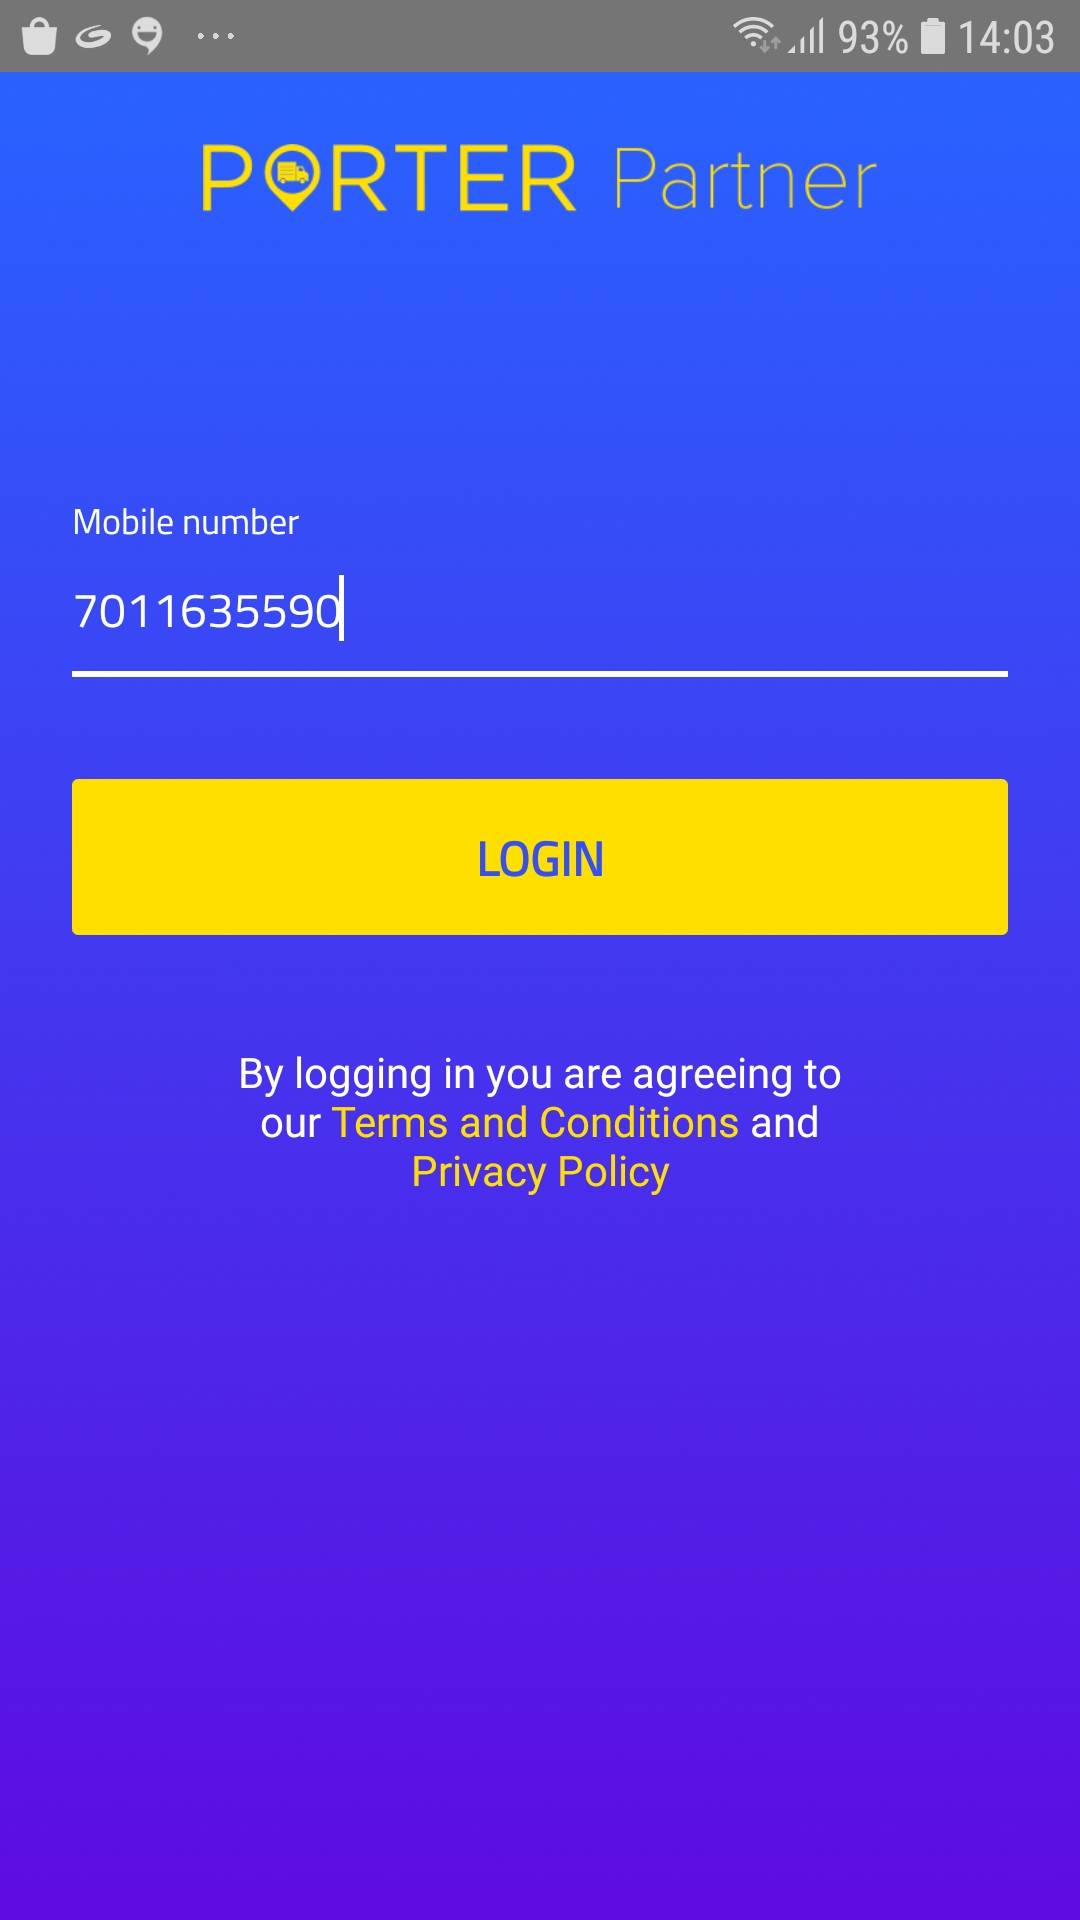 93% 14:03
PORTER Partner
Mobile number
7011635590
LOGIN
By logging in you are agreeing to
our Terms and Conditions and
Privacy Policy